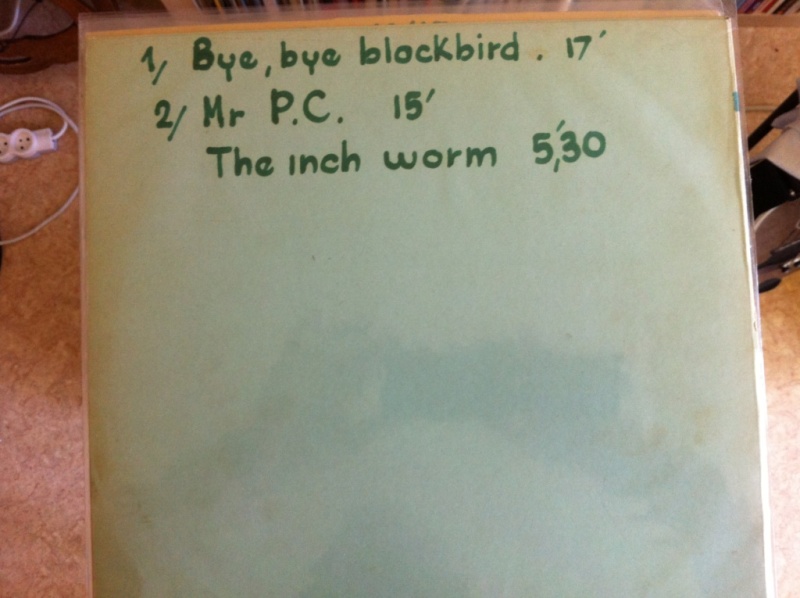 1/ Bye, bye blackbird. 17'
2/ Mr P.C. 15'
The inch worm 5,'30